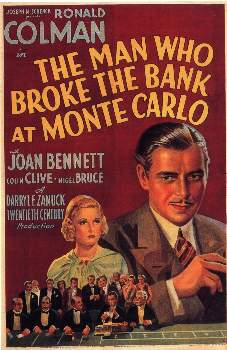 JOSEPH M. SCHENCK
presents
RONALD
COLMAN
in
THE MAN WHO
BROKE THE BANK
AT MONTE CARLO
with
JOAN BENNETT
COLIN CLIVE · NIGEL BRUCE
A
DARRYL F. ZANUCK
TWENTIETH CENTURY
Production